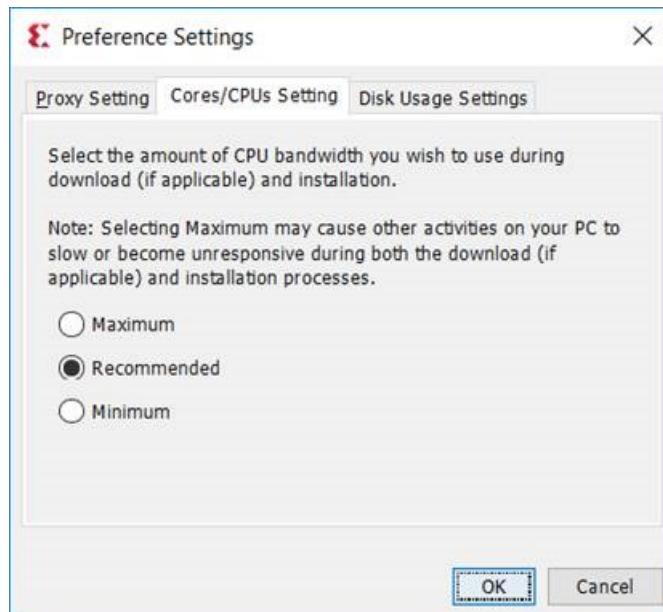 Preference Settings
Proxy Setting Cores/CPUs Setting Disk Usage Settings
Select the amount of CPU bandwidth you wish to use during
download (if applicable) and installation.
Note: Selecting Maximum may cause other activities on your PC to
slow or become unresponsive during both the download (if
applicable) and installation processes.
Maximum
Recommended
Minimum
OK Cancel